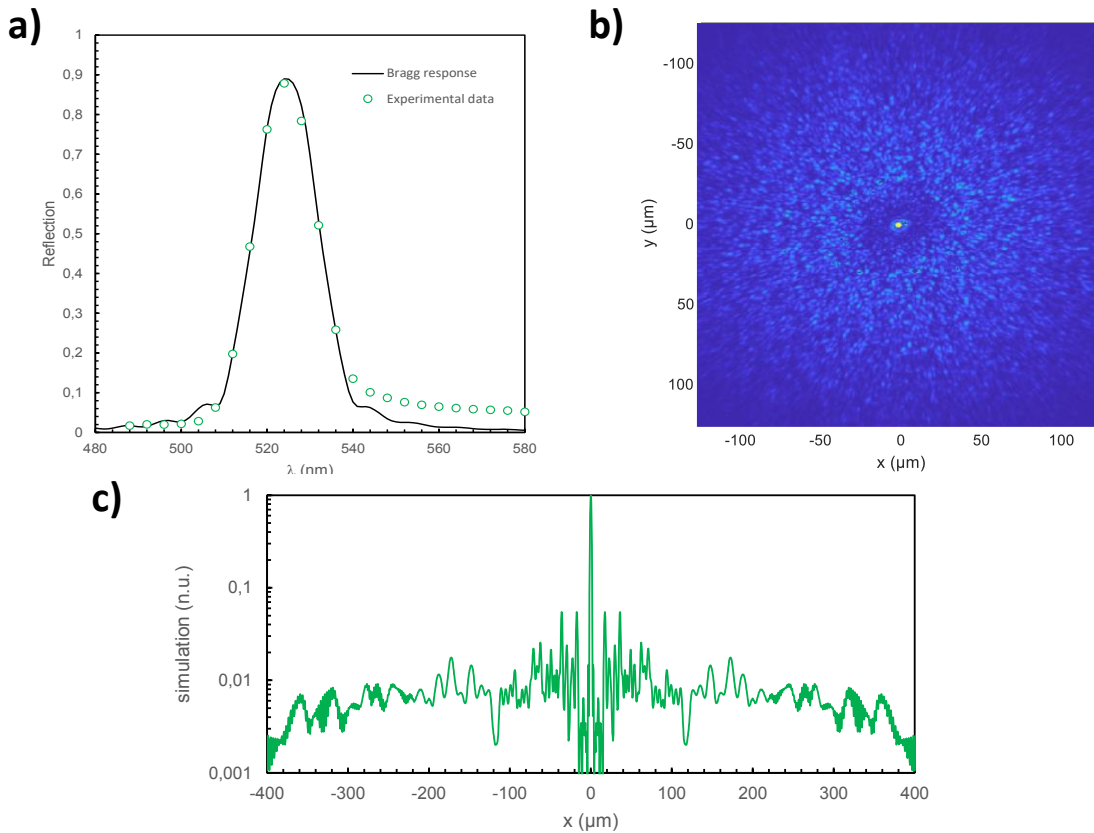 a)
1
0,9
0,8
0,7
0,6
0,5
0,4
0,3
0,2
0,1
0
Reflection
Bragg response
Experimental data
480 500 520 540 560 580
λ (nm)
b)
-100
-50
0
50
100
y (µm)
-100 -50 0 50 100
x (µm)
c)
1
0,1
0,01
0,001
simulation (n.u.)
-400 -300 -200 -100 0 100 200 300 400
x (µm)